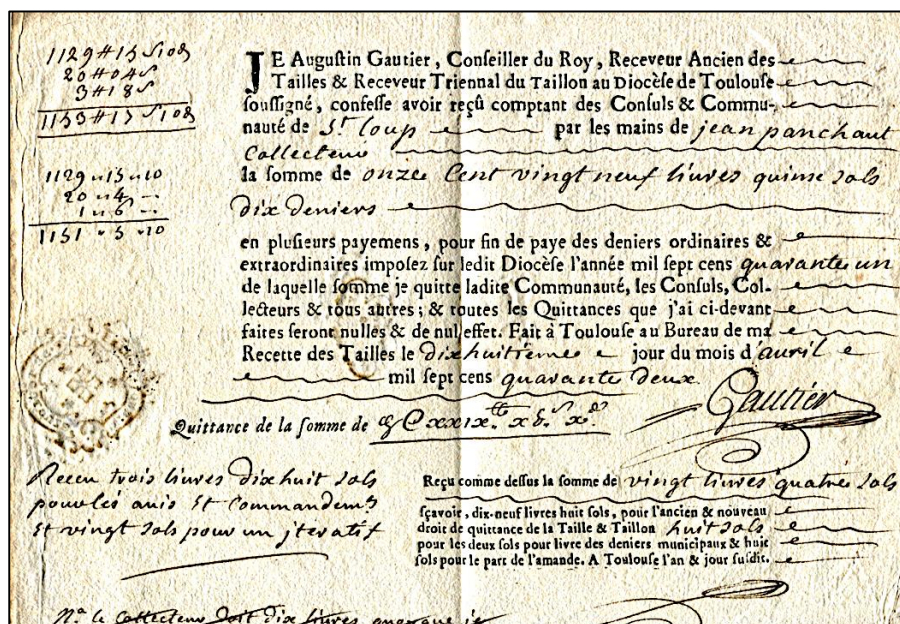 1129 # 15 s 10 d
20 # 04 s
3 # 18 s
1153 # 17 s 10 d
1129 " 15 " 10
20 " 4 " --
1 " 6 " --
1151 " 5 " 10
JE Augustin Gautier, Conseiller du Roy, Receveur Ancien des
Tailles & Receveur Triennal du Taillon au Diocèse de Toulouse
soussigné, confesse avoir reçû comptant des Consuls & Commu-
nauté de St. loup par les mains de jean panchaut
Collecteur
la somme de onze Cent vingt neuf livres quinse sols
dix deniers
en plusieurs payemens, pour fin de paye des deniers ordinaires &
extraordinaires imposez sur ledit Diocèse l'année mil sept cens quarante un
de laquelle somme je quitte ladite Communauté, les Consuls, Col-
lecteurs & tous autres; & toutes les Quittances que j'ai ci-devant
faites seront nulles & de nul effet. Fait à Toulouse au Bureau de ma
Recette des Tailles le dixhuitieme jour du mois d'avril
mil sept cens quarante deux
Gautier
Quittance de la somme de
Receu trois livres dixhuit sols
pour les avis et commandemts
et vingt sols pour un jteratif
Reçu comme dessus la somme de vingt livres quatre sols
sçavoir, dix-neuf livres huit sols, pour l'ancien & nouveau
droit de quittance de la Taille & Taillon huit sols
pour les deux sols pour livre des deniers municipaux & huit
sols pour le part de l'amande. A Toulouse l'an & jour susdit.
le Collecteur doit dix livres